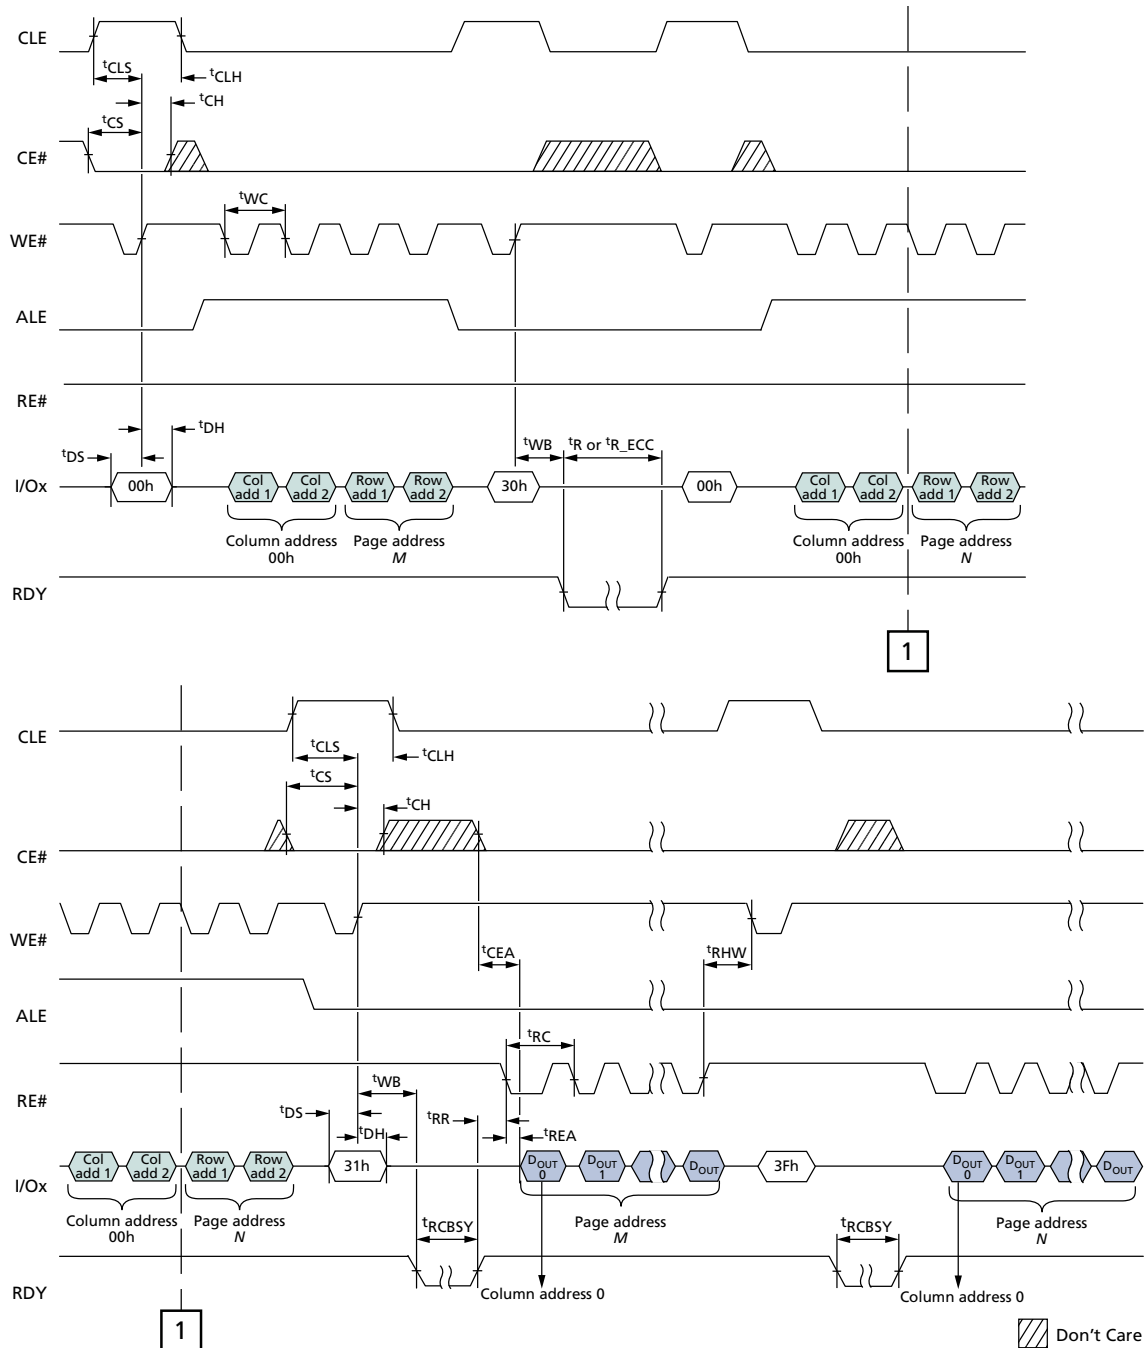 CLE
tCLS
tCLH
tCH
tCS
CE#
tWC
WE#
ALE
RE#
tDH
tDS
tWB
tR or tR_ECC
I/Ox
00h
Col add 1
Col add 2
Row add 1
Row add 2
30h
00h
Col add 1
Col add 2
Row add 1
Row add 2
Column address 00h
Page address M
Column address 00h
Page address N
RDY
1
CLE
tCLS
tCLH
tCS
tCH
CE#
WE#
tCEA
tRHW
ALE
tRC
RE#
tWB
tDS
tRR
tDH
tREA
I/Ox
Col add 1
Col add 2
Row add 1
Row add 2
31h
DOUT 0
DOUT 1
DOUT
3Fh
DOUT 0
DOUT 1
DOUT
Column address 00h
Page address N
tRCBSY
Page address M
tRCBSY
Page address N
RDY
Column address 0
Column address 0
1
Don't Care